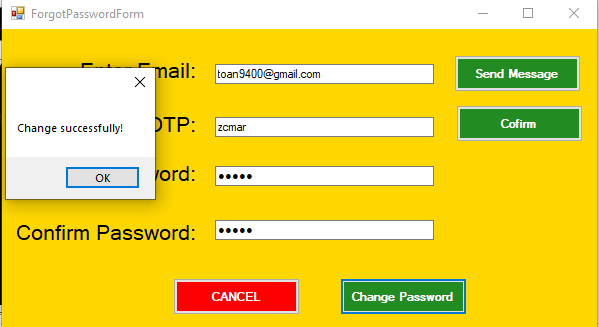 ForgotPasswordForm
Enter Email:
toan9400@gmail.com
Send Message
Change successfully!
OTP:
zcmar
Cofirm
OK
•••••
Confirm Password:
•••••
CANCEL
Change Password